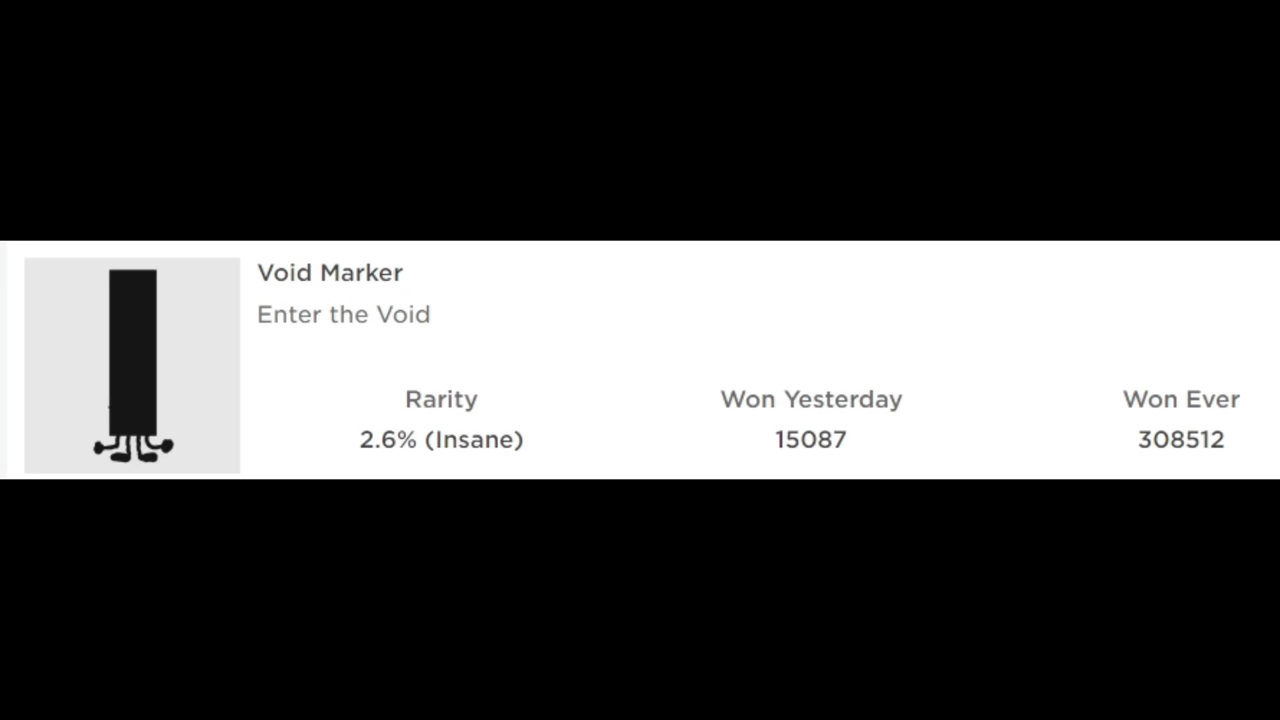 Void Marker
Enter the Void
Rarity Won Yesterday Won Ever
2.6% (Insane) 15087 308512